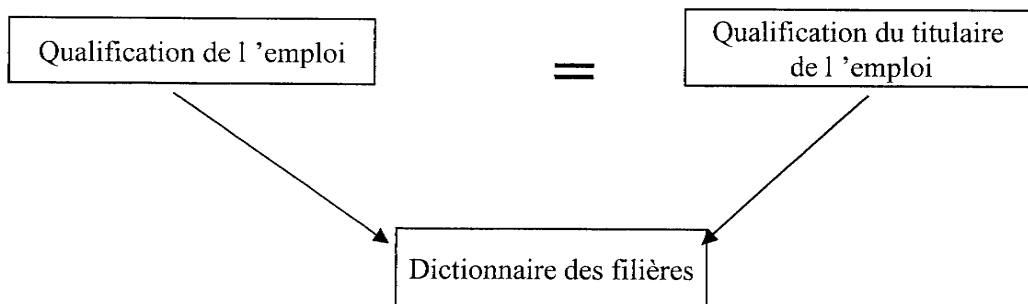 Qualification de l ’emploi
=
Qualification du titulaire
de l ’emploi
Dictionnaire des filières